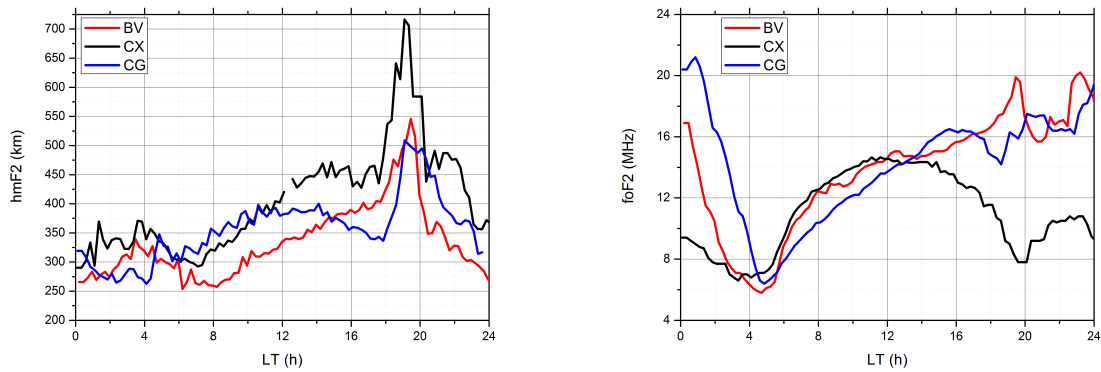 700
650
600
550
500
450
400
350
300
250
200
hmF2 (km)
BV
CX
CG
0 4 8 12 16 20 24
LT (h)
24
20
16
12
8
4
foF2 (MHz)
BV
CX
CG
0 4 8 12 16 20 24
LT (h)